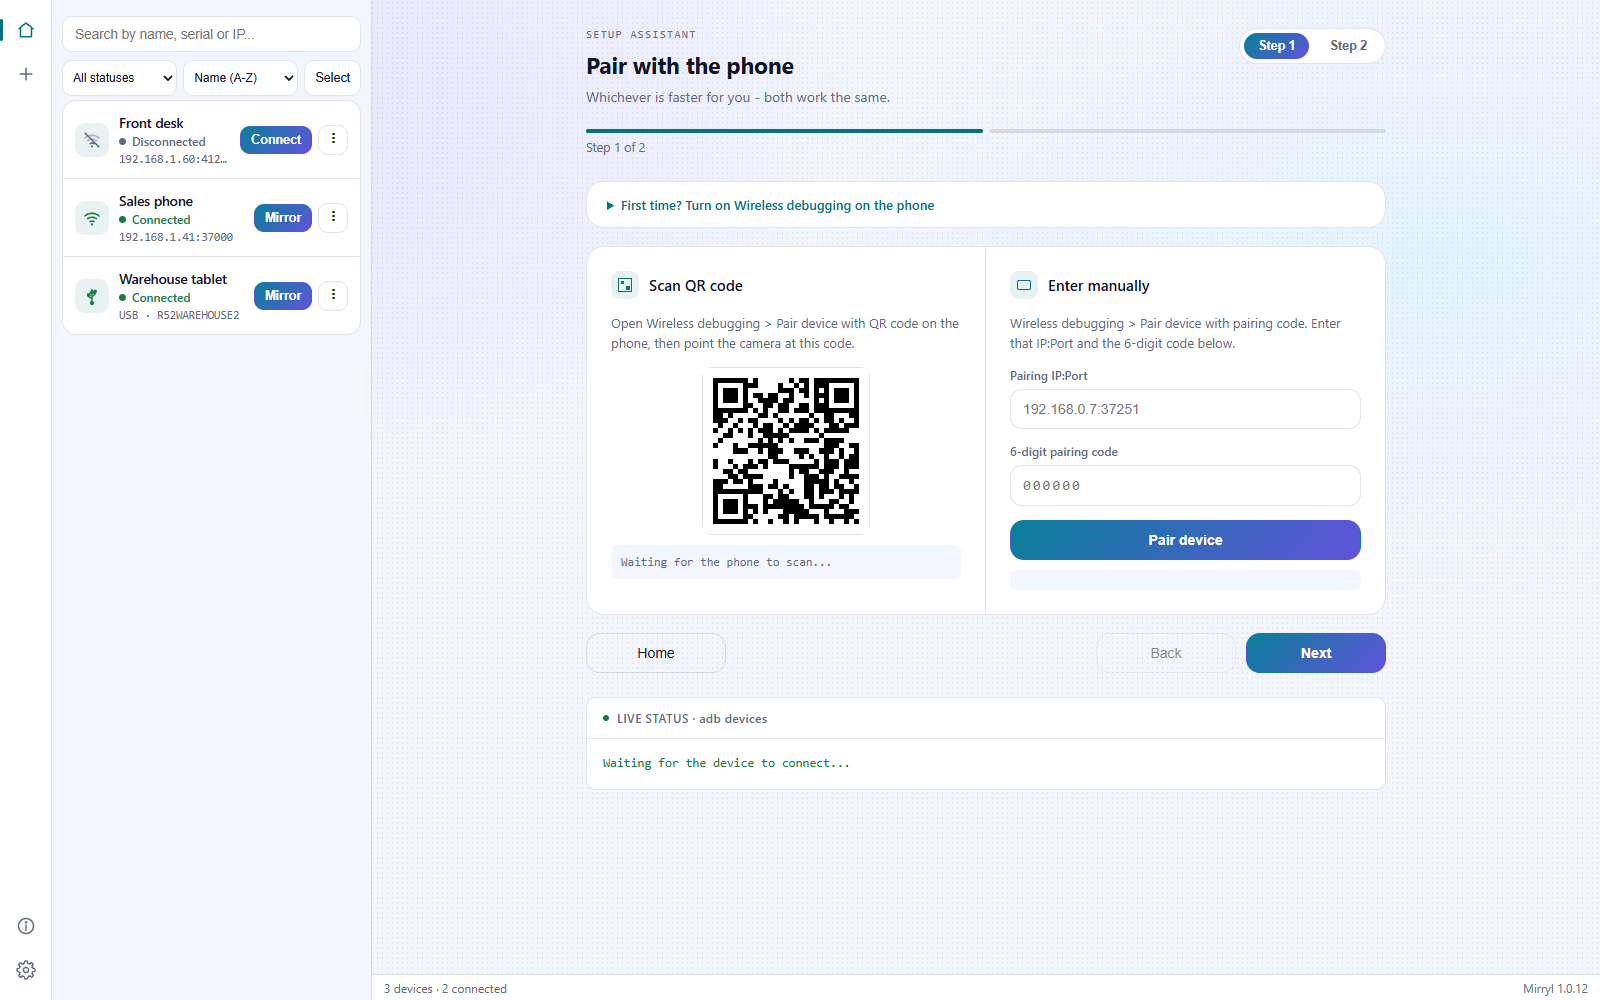 Search by name, serial or IP...
All statuses
Name (A-Z)
Select
Front desk
Disconnected
192.168.1.60:412…
Connect
Sales phone
Connected
192.168.1.41:37000
Mirror
Warehouse tablet
Connected
USB · R52WAREHOUSE2
Mirror
SETUP ASSISTANT
Pair with the phone
Whichever is faster for you - both work the same.
Step 1
Step 2
Step 1 of 2
First time? Turn on Wireless debugging on the phone
Scan QR code
Open Wireless debugging > Pair device with QR code on the
phone, then point the camera at this code.
Waiting for the phone to scan...
Enter manually
Wireless debugging > Pair device with pairing code. Enter
that IP:Port and the 6-digit code below.
Pairing IP:Port
192.168.0.7:37251
6-digit pairing code
000000
Pair device
Home
Back
Next
LIVE STATUS · adb devices
Waiting for the device to connect...
3 devices · 2 connected
Mirryl 1.0.12